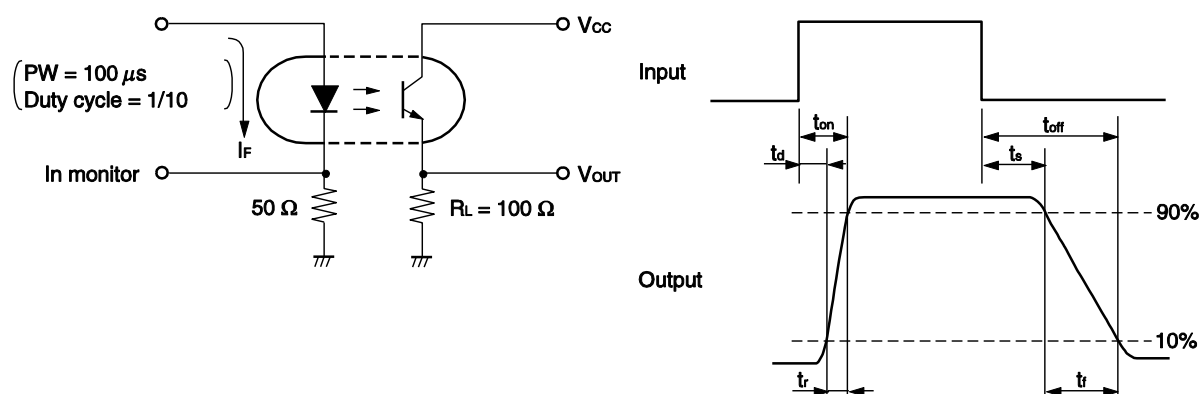 VCC
PW = 100 μs
Duty cycle = 1/10
IF
In monitor
VOUT
50 Ω
RL = 100 Ω
Input
ton
toff
td
ts
90%
Output
10%
tr
tf